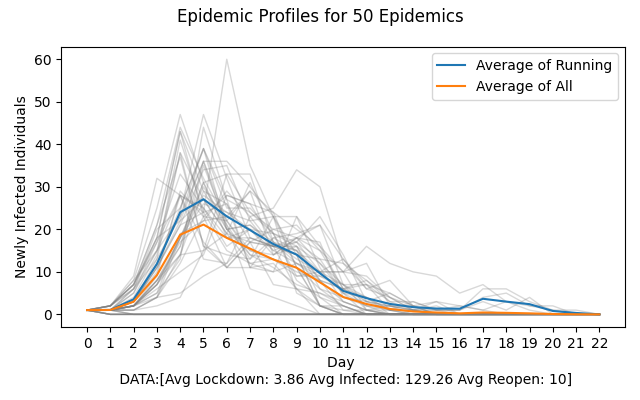 Epidemic Profiles for 50 Epidemics
Newly Infected Individuals
60
50
40
30
20
10
0
Average of Running
Average of All
0 1 2 3 4 5 6 7 8 9 10 11 12 13 14 15 16 17 18 19 20 21 22
Day
DATA:[Avg Lockdown: 3.86 Avg Infected: 129.26 Avg Reopen: 10]